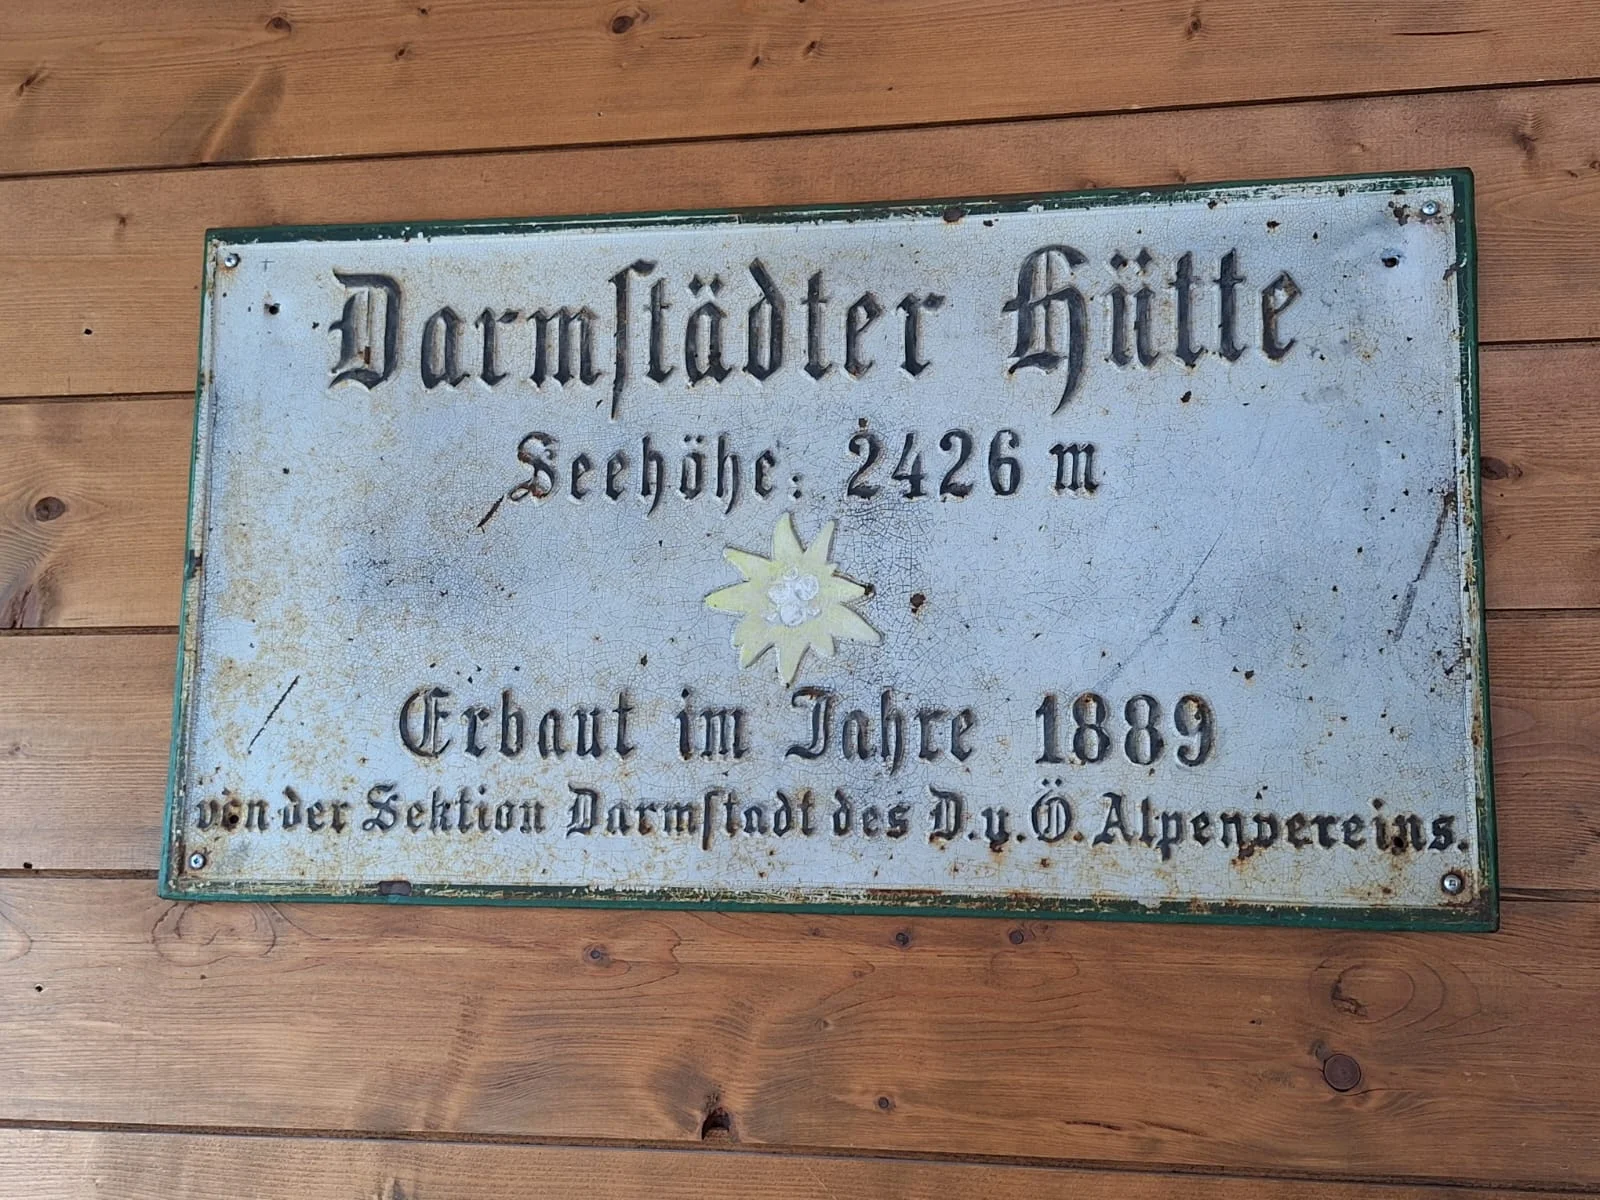 Darmſtädter Hütte
Seehöhe: 2426 m
Erbaut im Jahre 1889
von der Sektion Darmſtadt des D. u. Ö. Alpenvereins.